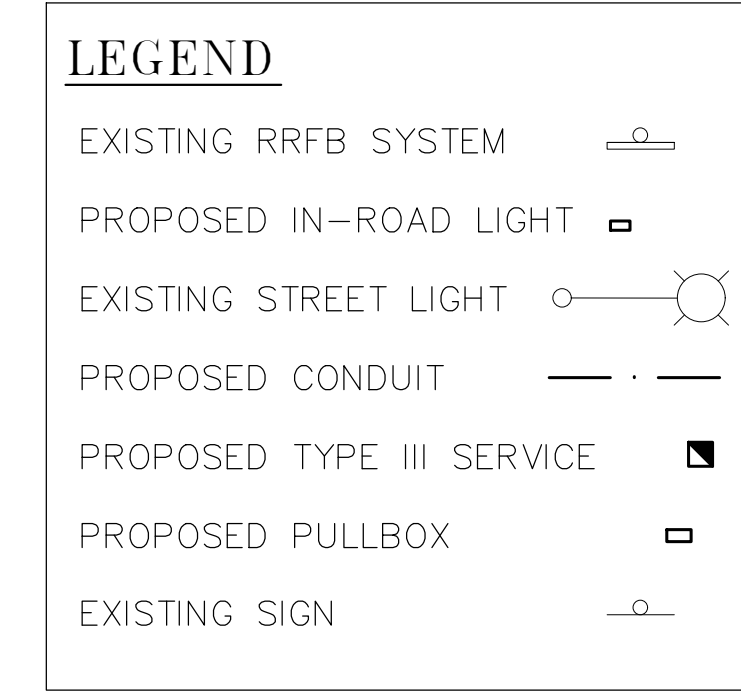 LEGEND
EXISTING RRFB SYSTEM
PROPOSED IN-ROAD LIGHT
EXISTING STREET LIGHT
PROPOSED CONDUIT
PROPOSED TYPE III SERVICE
PROPOSED PULLBOX
EXISTING SIGN